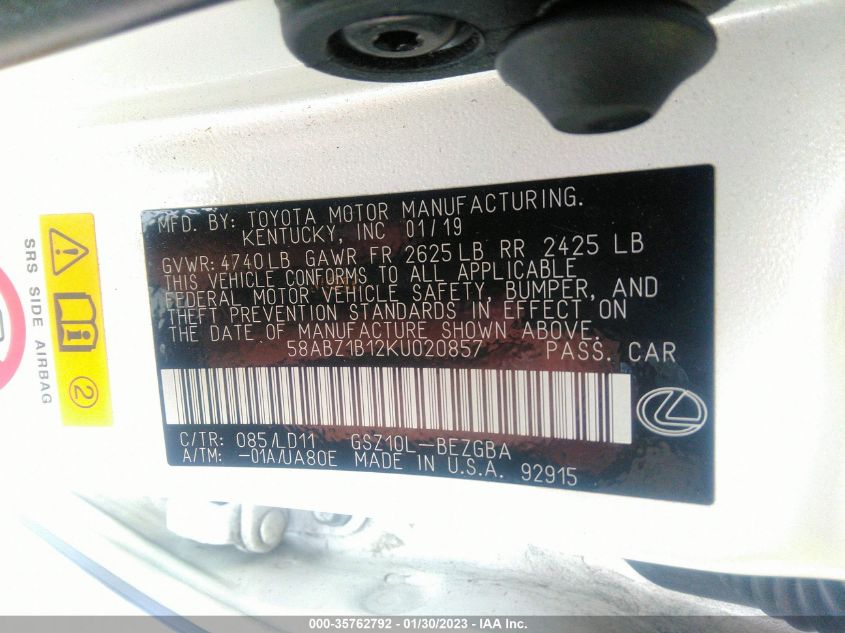 MFD. BY: TOYOTA MOTOR MANUFACTURING.
KENTUCKY, INC 01/19
GVWR: 4740LB GAWR FR 2625LB RR 2425 LB
THIS VEHICLE CONFORMS TO ALL APPLICABLE
FEDERAL MOTOR VEHICLE SAFETY, BUMPER, AND
THEFT PREVENTION STANDARDS IN EFFECT ON
THE DATE OF MANUFACTURE SHOWN ABOVE.
58ABZ1B12KU020857 PASS. CAR
C/TR: 085/LD11 GSZ10L-BEZGBA
A/TM: -01A/UA80E MADE IN U.S.A. 92915
SRS SIDE AIRBAG
2
000-35762792 - 01/30/2023 - IAA Inc.